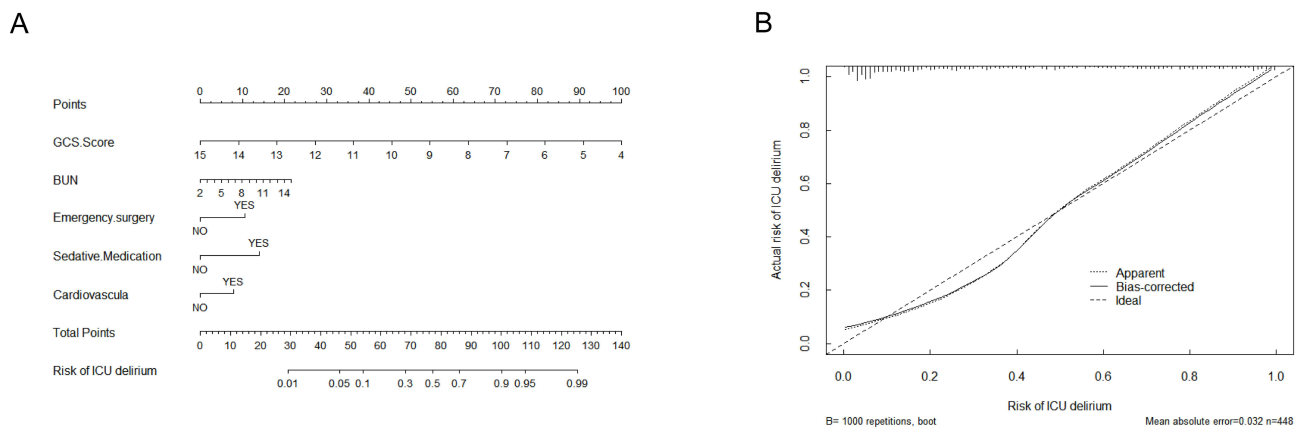 A
Points
0 10 20 30 40 50 60 70 80 90 100
GCS.Score
15 14 13 12 11 10 9 8 7 6 5 4
BUN
2 5 8 11 14
YES
Emergency.surgery
NO
YES
Sedative.Medication
NO
YES
Cardiovascula
NO
Total Points
0 10 20 30 40 50 60 70 80 90 100 110 120 130 140
Risk of ICU delirium
0.01 0.05 0.1 0.3 0.5 0.7 0.9 0.95 0.99
B
Actual risk of ICU delirium
1.0
0.8
0.6
0.4
0.2
0.0
Apparent
Bias-corrected
Ideal
0.0 0.2 0.4 0.6 0.8 1.0
Risk of ICU delirium
B= 1000 repetitions, boot
Mean absolute error=0.032 n=448